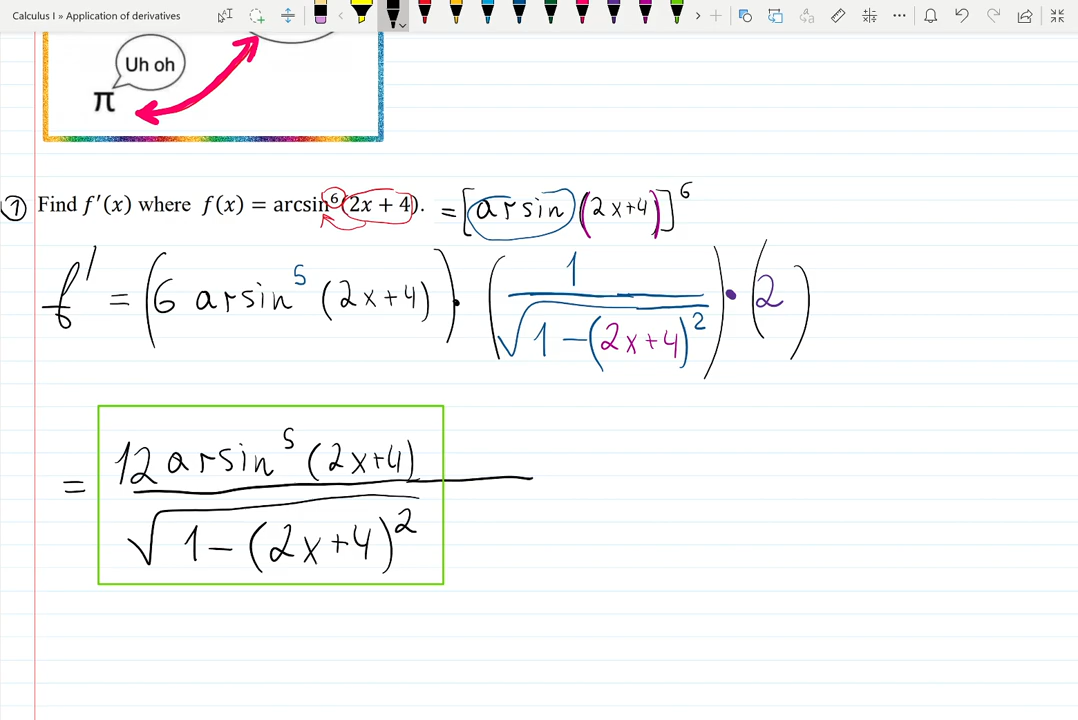 Calculus I » Application of derivatives
Uh oh
π
⑦ Find f′(x) where f(x) = arcsin⁶(2x + 4). = [arsin (2x+4)]⁶
f′ = (6 arsin⁵ (2x+4)) · (1 / √(1 − (2x+4)²)) · (2)
= 12 arsin⁵ (2x+4) / √(1 − (2x+4)²)